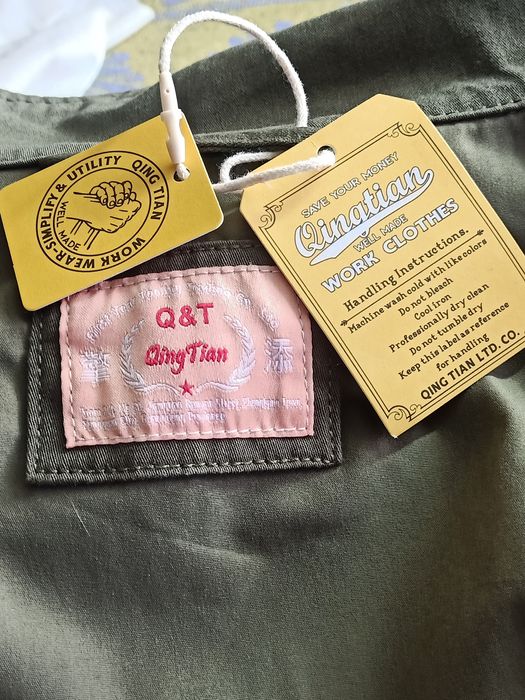 WORK WEAR·SIMPLIFY & UTILITY QING TIAN
WELL MADE
SAVE YOUR MONEY
Qingtian
WELL MADE
WORK CLOTHES
Handling Instructions.
Machine wash cold with like colors
Do not bleach
Cool iron
Professionally dry clean
Do not tumble dry
Keep this label as reference
for handling
QING TIAN LTD. CO.
Q&T
QingTian
添